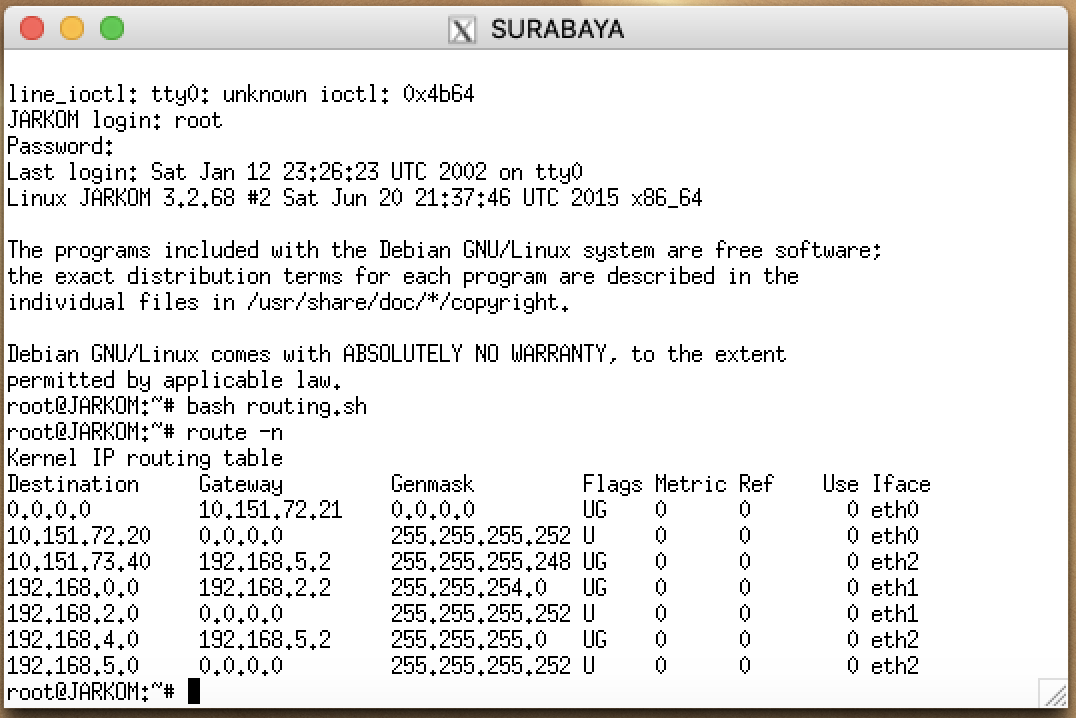 SURABAYA
line_ioctl: tty0: unknown ioctl: 0x4b64
JARKOM login: root
Password:
Last login: Sat Jan 12 23:26:23 UTC 2002 on tty0
Linux JARKOM 3.2.68 #2 Sat Jun 20 21:37:46 UTC 2015 x86_64

The programs included with the Debian GNU/Linux system are free software;
the exact distribution terms for each program are described in the
individual files in /usr/share/doc/*/copyright.

Debian GNU/Linux comes with ABSOLUTELY NO WARRANTY, to the extent
permitted by applicable law.
root@JARKOM:~# bash routing.sh
root@JARKOM:~# route -n
Kernel IP routing table
Destination     Gateway         Genmask         Flags Metric Ref    Use Iface
0.0.0.0         10.151.72.21    0.0.0.0         UG    0      0        0 eth0
10.151.72.20    0.0.0.0         255.255.255.252 U     0      0        0 eth0
10.151.73.40    192.168.5.2     255.255.255.248 UG    0      0        0 eth2
192.168.0.0     192.168.2.2     255.255.254.0   UG    0      0        0 eth1
192.168.2.0     0.0.0.0         255.255.255.252 U     0      0        0 eth1
192.168.4.0     192.168.5.2     255.255.255.0   UG    0      0        0 eth2
192.168.5.0     0.0.0.0         255.255.255.252 U     0      0        0 eth2
root@JARKOM:~#